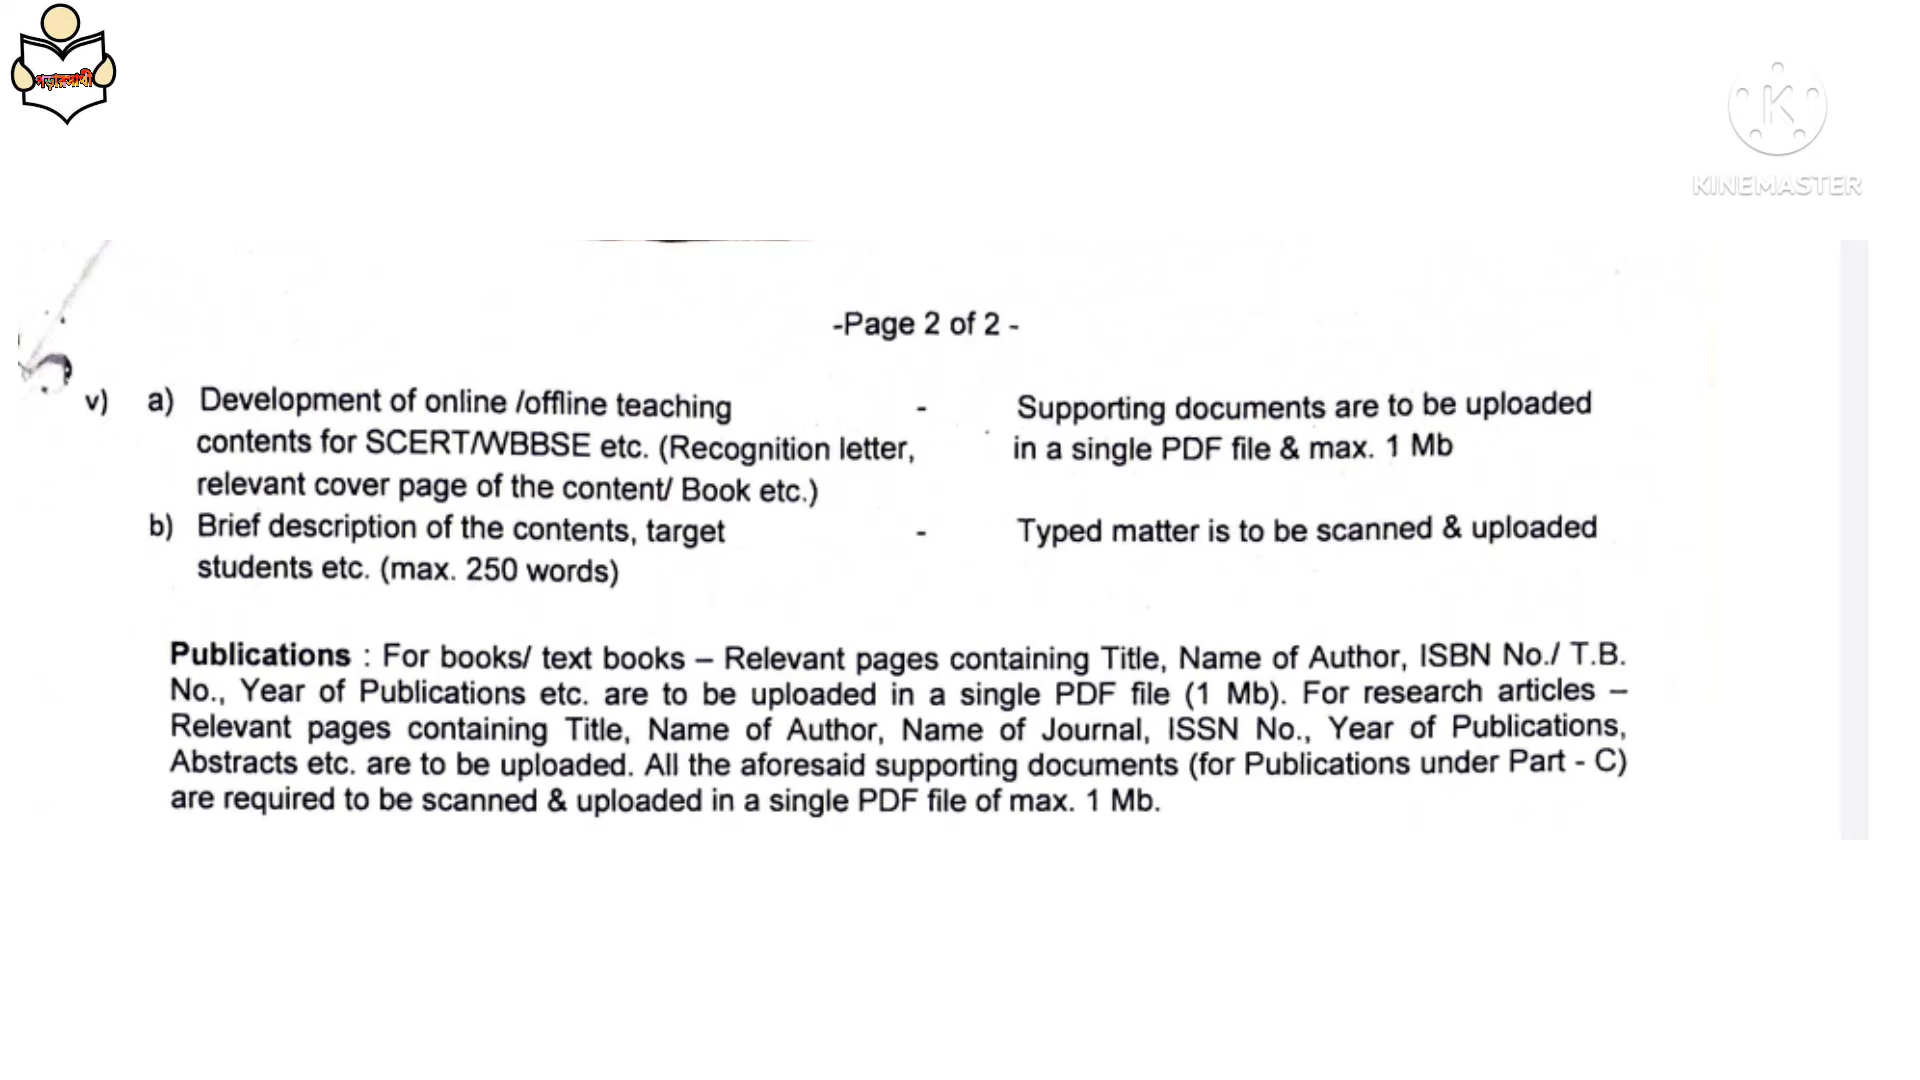 পড়ারসাথী
KINEMASTER
-Page 2 of 2 -
v) a) Development of online /offline teaching - Supporting documents are to be uploaded
contents for SCERT/WBBSE etc. (Recognition letter, in a single PDF file & max. 1 Mb
relevant cover page of the content/ Book etc.)
b) Brief description of the contents, target - Typed matter is to be scanned & uploaded
students etc. (max. 250 words)
Publications : For books/ text books – Relevant pages containing Title, Name of Author, ISBN No./ T.B.
No., Year of Publications etc. are to be uploaded in a single PDF file (1 Mb). For research articles –
Relevant pages containing Title, Name of Author, Name of Journal, ISSN No., Year of Publications,
Abstracts etc. are to be uploaded. All the aforesaid supporting documents (for Publications under Part - C)
are required to be scanned & uploaded in a single PDF file of max. 1 Mb.